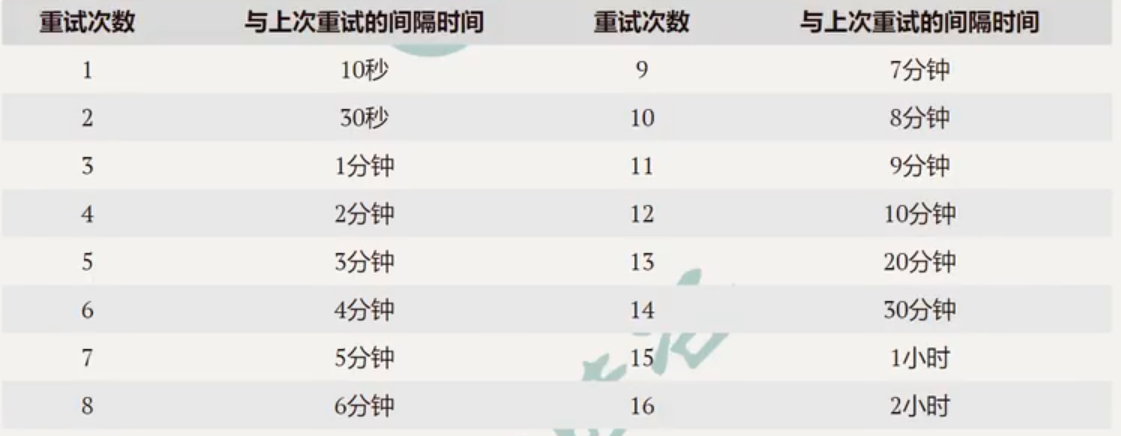 重试次数 与上次重试的间隔时间 重试次数 与上次重试的间隔时间
1 10秒 9 7分钟
2 30秒 10 8分钟
3 1分钟 11 9分钟
4 2分钟 12 10分钟
5 3分钟 13 20分钟
6 4分钟 14 30分钟
7 5分钟 15 1小时
8 6分钟 16 2小时